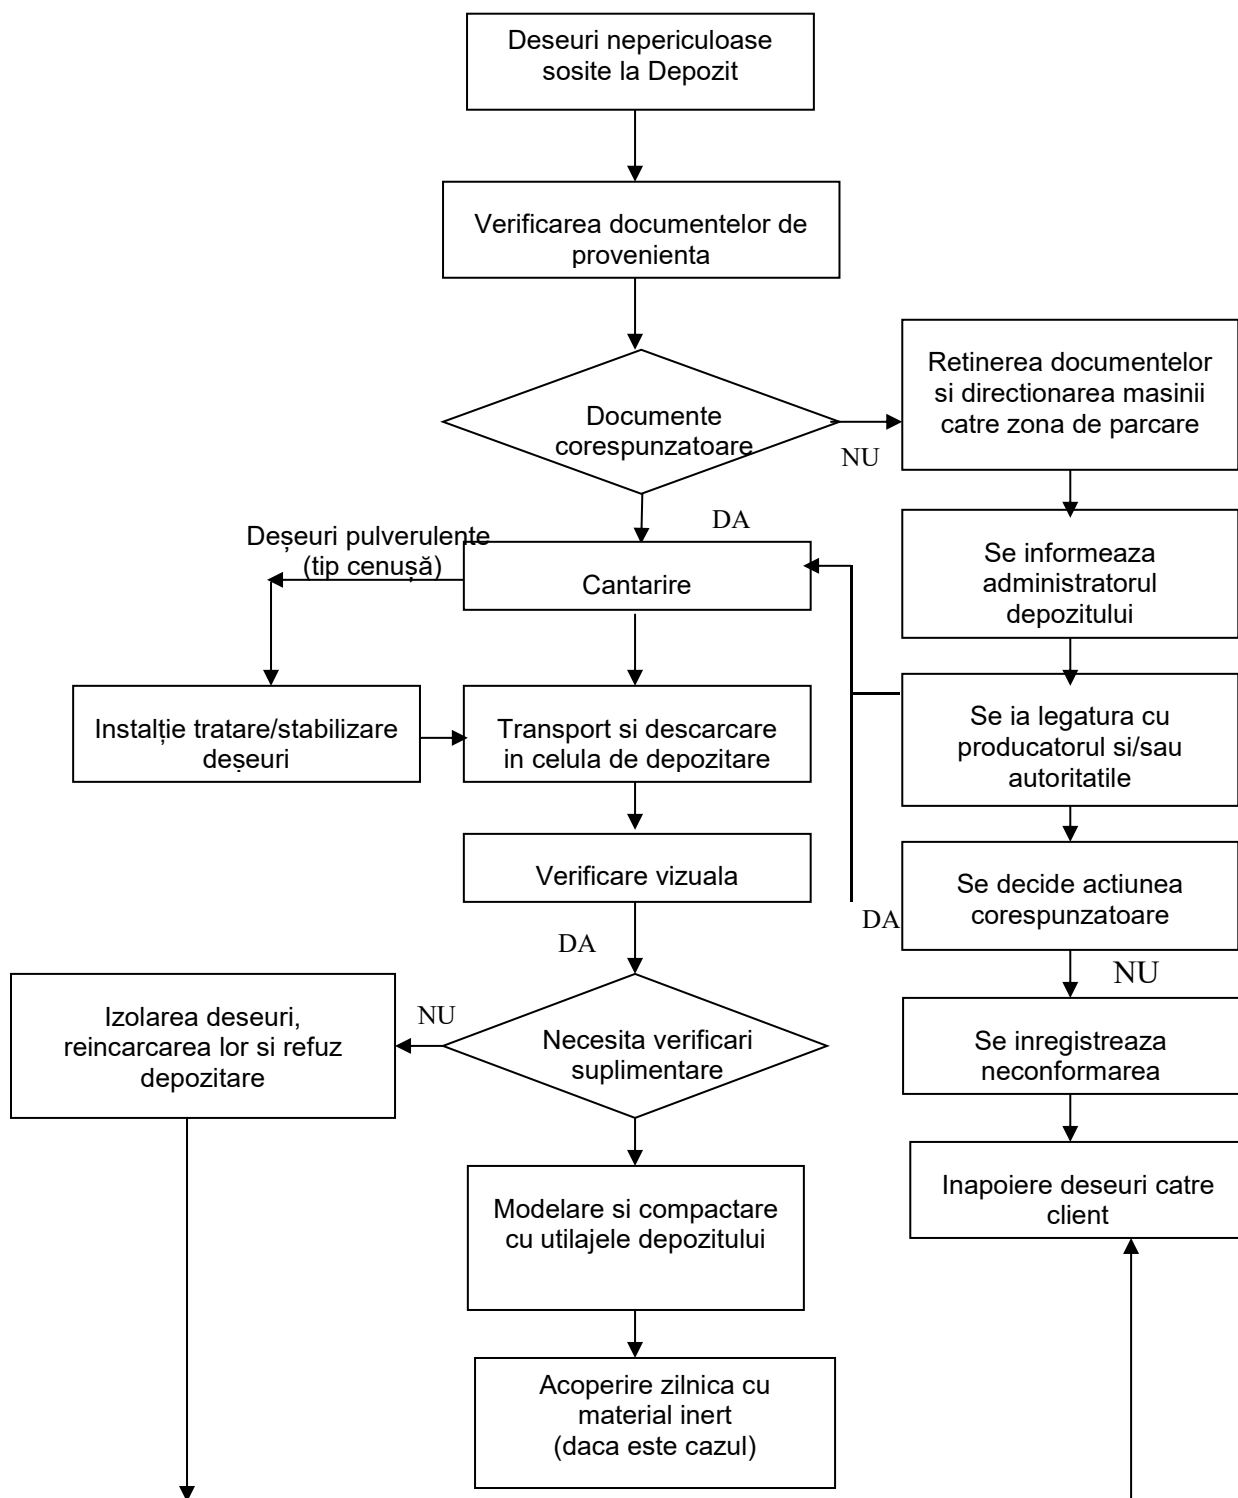 Deseuri nepericuloase
sosite la Depozit
Verificarea documentelor de
provenienta
Retinerea documentelor
si directionarea masinii
catre zona de parcare
Documente
corespunzatoare
NU
DA
Deșeuri pulverulente
(tip cenușă)
Cantarire
Se informeaza
administratorul
depozitului
Instalție tratare/stabilizare
deșeuri
Transport si descarcare
in celula de depozitare
Se ia legatura cu
producatorul si/sau
autoritatile
Verificare vizuala
Se decide actiunea
corespunzatoare
DA
DA
NU
Izolarea deseuri,
reincarcarea lor si refuz
depozitare
NU
Necesita verificari
suplimentare
Se inregistreaza
neconformarea
Modelare si compactare
cu utilajele depozitului
Inapoiere deseuri catre
client
Acoperire zilnica cu
material inert
(daca este cazul)